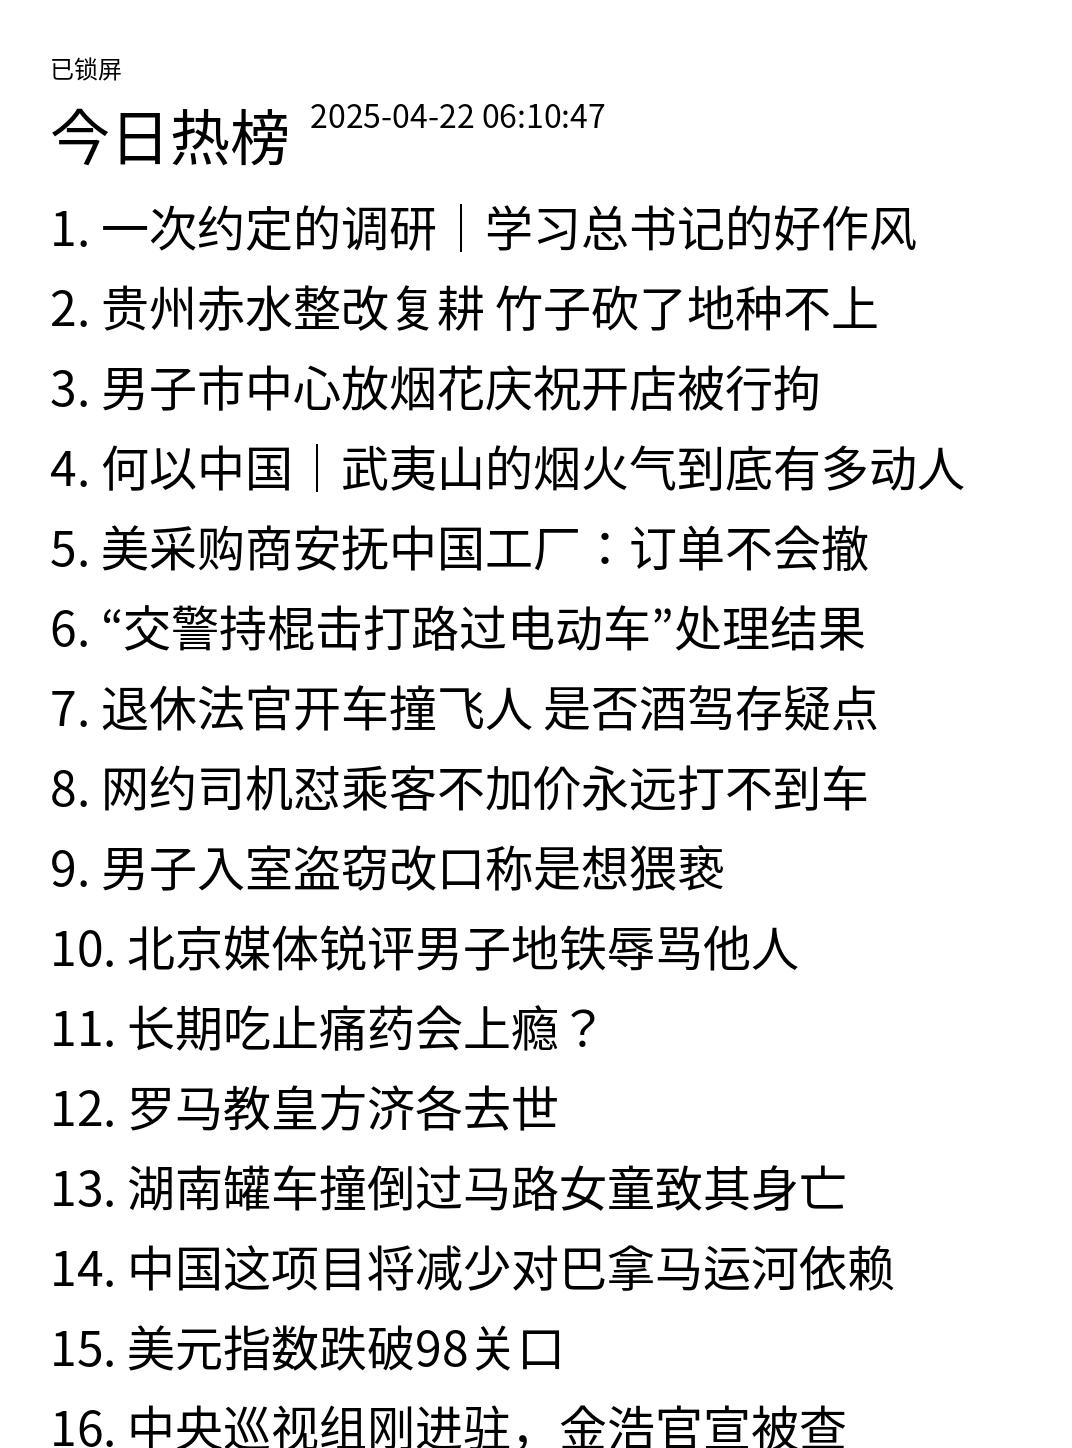 已锁屏
今日热榜 2025-04-22 06:10:47
1. 一次约定的调研｜学习总书记的好作风
2. 贵州赤水整改复耕 竹子砍了地种不上
3. 男子市中心放烟花庆祝开店被行拘
4. 何以中国｜武夷山的烟火气到底有多动人
5. 美采购商安抚中国工厂：订单不会撤
6. “交警持棍击打路过电动车”处理结果
7. 退休法官开车撞飞人 是否酒驾存疑点
8. 网约司机怼乘客不加价永远打不到车
9. 男子入室盗窃改口称是想猥亵
10. 北京媒体锐评男子地铁辱骂他人
11. 长期吃止痛药会上瘾？
12. 罗马教皇方济各去世
13. 湖南罐车撞倒过马路女童致其身亡
14. 中国这项目将减少对巴拿马运河依赖
15. 美元指数跌破98关口
16. 中央巡视组刚进驻，金浩官宣被查